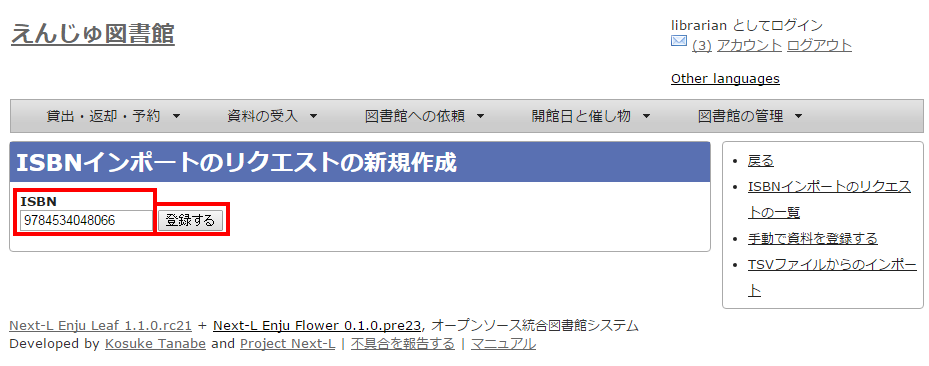 えんじゅ図書館
librarian としてログイン
(3) アカウント ログアウト
Other languages
貸出・返却・予約 資料の受入 図書館への依頼 開館日と催し物 図書館の管理
ISBNインポートのリクエストの新規作成
ISBN
9784534048066 登録する
戻る
ISBNインポートのリクエス
トの一覧
手動で資料を登録する
TSVファイルからのインポー
ト
Next-L Enju Leaf 1.1.0.rc21 + Next-L Enju Flower 0.1.0.pre23, オープンソース統合図書館システム
Developed by Kosuke Tanabe and Project Next-L | 不具合を報告する | マニュアル